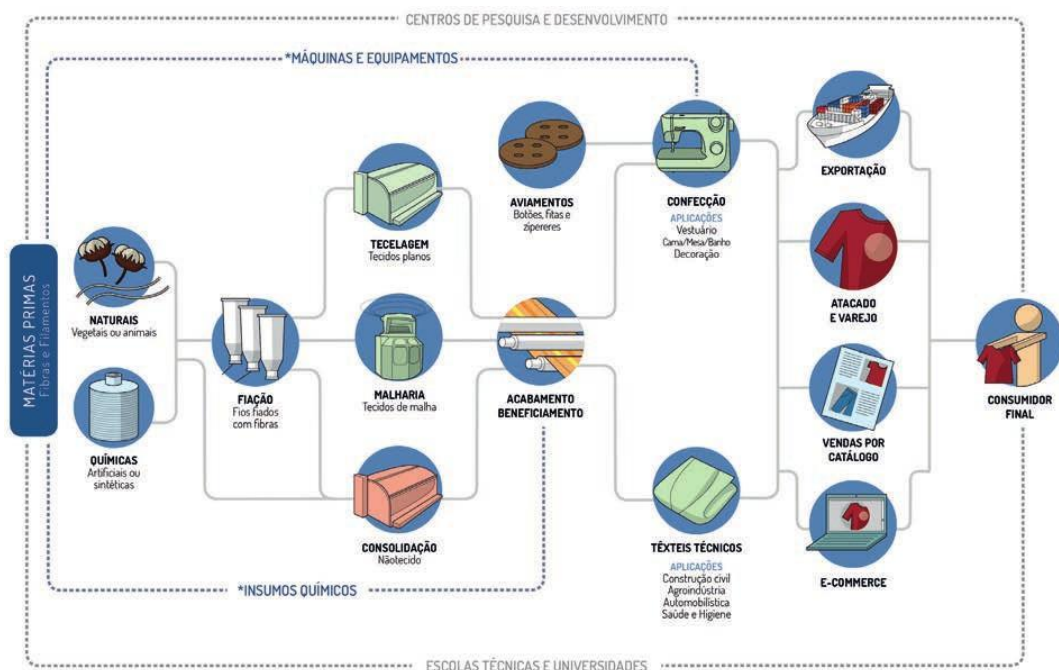 CENTROS DE PESQUISA E DESENVOLVIMENTO
*MÁQUINAS E EQUIPAMENTOS
MATÉRIAS PRIMAS
Fibras e Filamentos
NATURAIS
Vegetais ou animais
QUÍMICAS
Artificiais ou
sintéticas
FIAÇÃO
Fios fiados
com fibras
TECELAGEM
Tecidos planos
MALHARIA
Tecidos de malha
CONSOLIDAÇÃO
Nãotecido
AVIAMENTOS
Botões, fitas e
zípereres
ACABAMENTO
BENEFICIAMENTO
CONFECÇÃO
APLICAÇÕES
Vestuário
Cama/Mesa/Banho
Decoração
TÊXTEIS TÉCNICOS
APLICAÇÕES
Construção civil
Agroindústria
Automobilística
Saúde e Higiene
EXPORTAÇÃO
ATACADO
E VAREJO
VENDAS POR
CATÁLOGO
E-COMMERCE
CONSUMIDOR
FINAL
*INSUMOS QUÍMICOS
ESCOLAS TÉCNICAS E UNIVERSIDADES